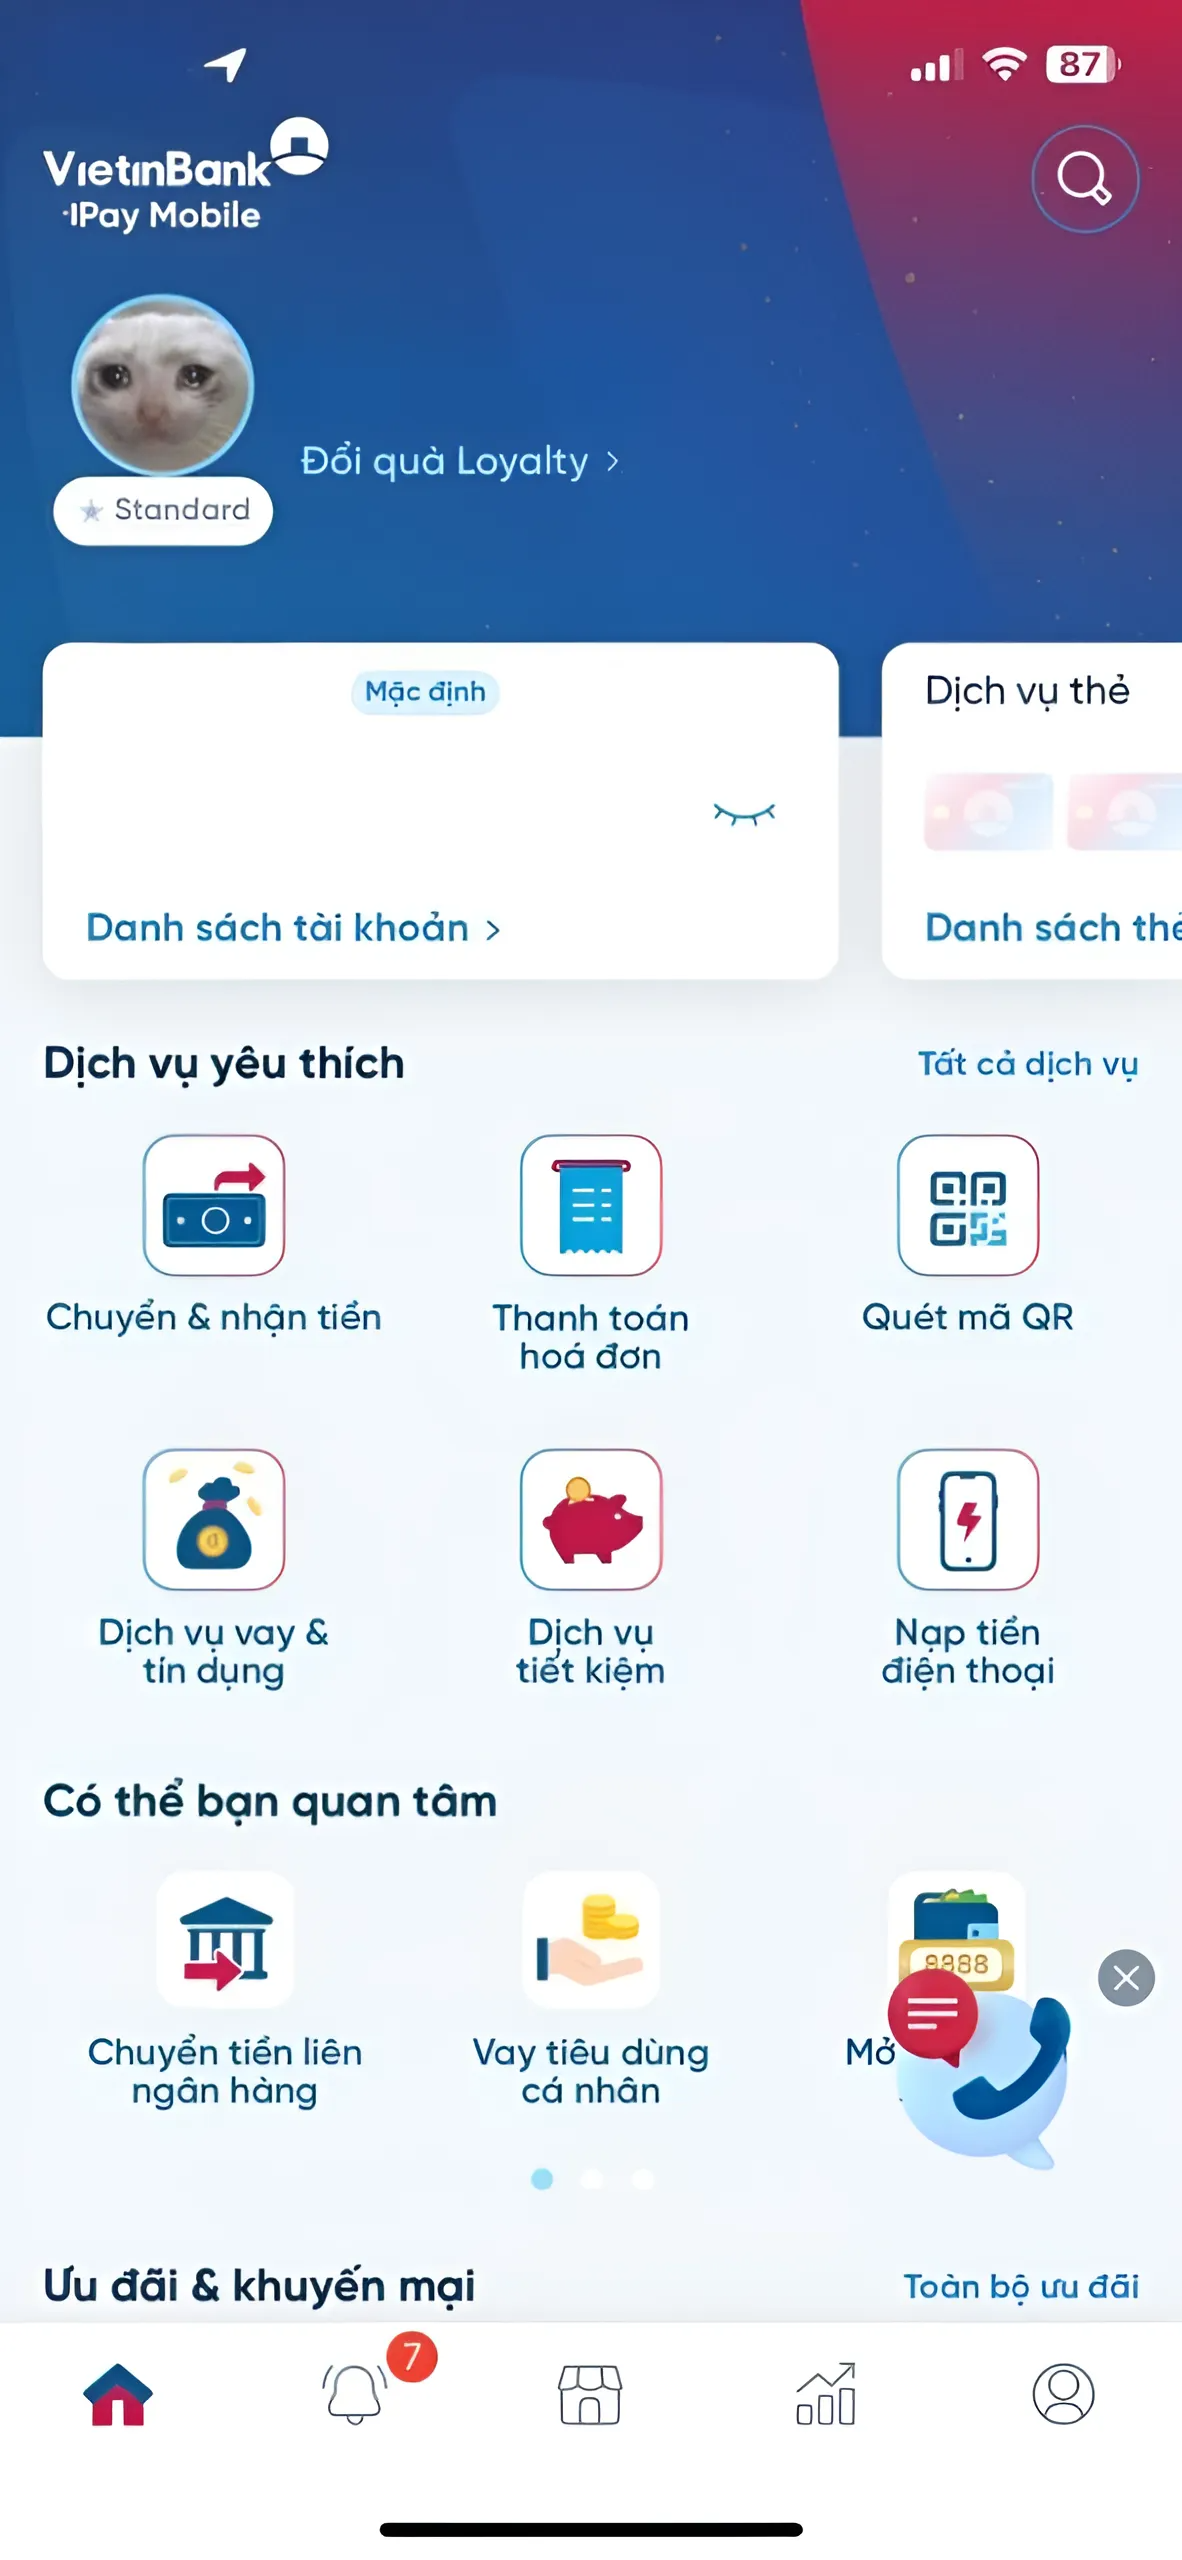 87
VietinBank
iPay Mobile
Đổi quà Loyalty >
Standard
Mặc định
Dịch vụ thẻ
Danh sách tài khoản >
Danh sách thẻ
Dịch vụ yêu thích
Tất cả dịch vụ
Chuyển & nhận tiền
Thanh toán
hoá đơn
Quét mã QR
Dịch vụ vay &
tín dụng
Dịch vụ
tiết kiệm
Nạp tiền
điện thoại
Có thể bạn quan tâm
8888
Chuyển tiền liên
ngân hàng
Vay tiêu dùng
cá nhân
Mở
Ưu đãi & khuyến mại
Toàn bộ ưu đãi
7